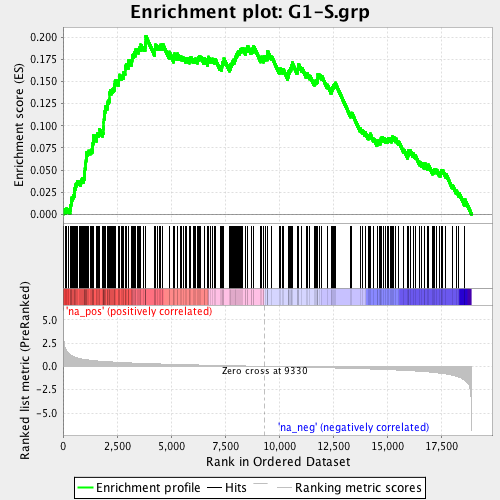 Enrichment plot: G1-S.grp
Enrichment score (ES)
0.200
0.175
0.150
0.125
0.100
0.075
0.050
0.025
0.000
'na_pos' (positively correlated)
Ranked list metric (PreRanked)
5.0
2.5
0.0
-2.5
-5.0
Zero cross at 9330
'na_neg' (negatively correlated)
0
2,500
5,000
7,500
10,000
12,500
15,000
17,500
Rank in Ordered Dataset
Enrichment profile
Hits
Ranking metric scores